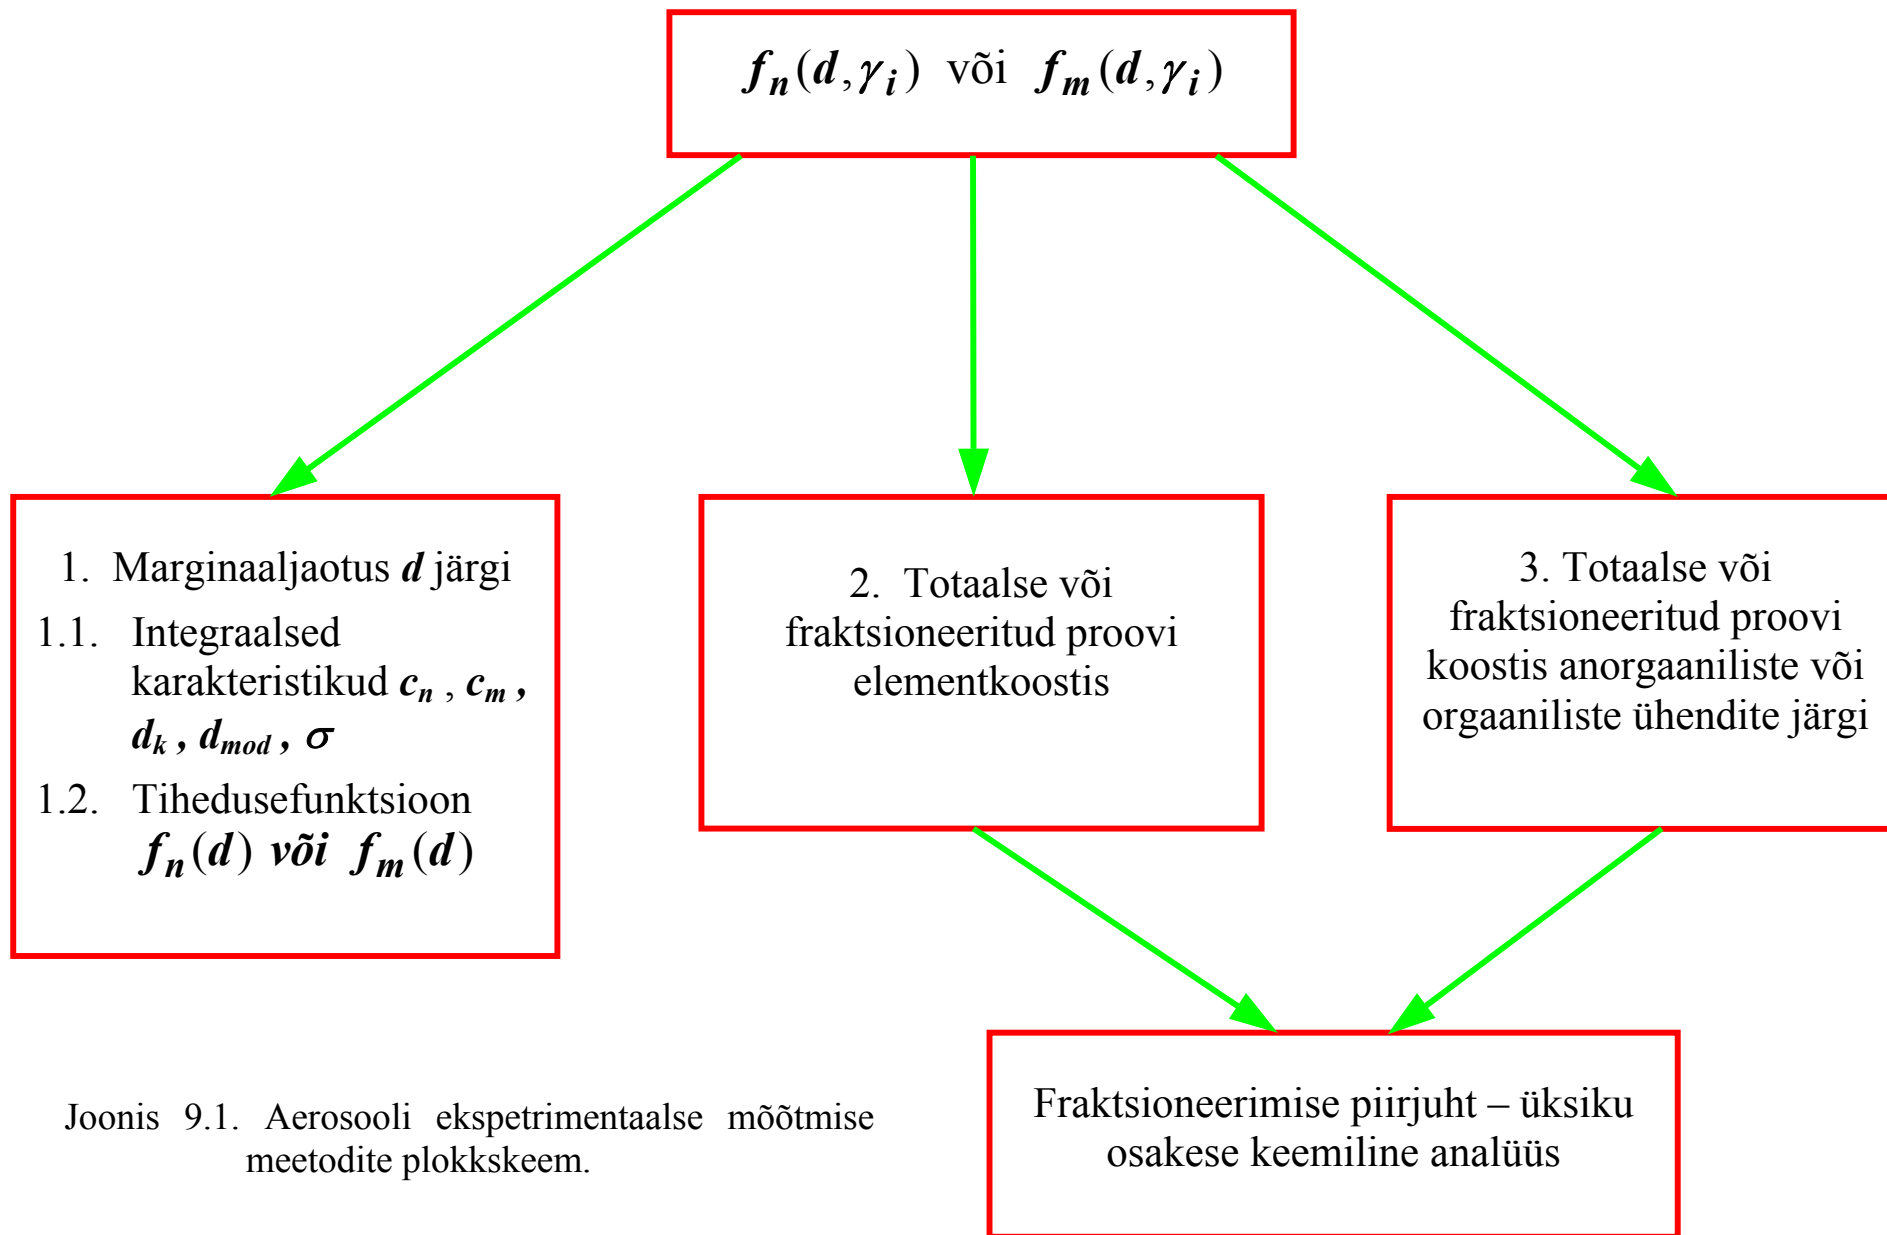 fₙ(d,γᵢ) või fₘ(d,γᵢ)
1. Marginaaljaotus d järgi
1.1. Integraalsed
karakteristikud cₙ , cₘ ,
dₖ , d_mod , σ
1.2. Tihedusefunktsioon
fₙ(d) või fₘ(d)
2. Totaalse või
fraktsioneeritud proovi
elementkoostis
3. Totaalse või
fraktsioneeritud proovi
koostis anorgaaniliste või
orgaaniliste ühendite järgi
Fraktsioneerimise piirjuht – üksiku
osakese keemiline analüüs
Joonis 9.1. Aerosooli ekspetrimentaalse mõõtmise
meetodite plokkskeem.